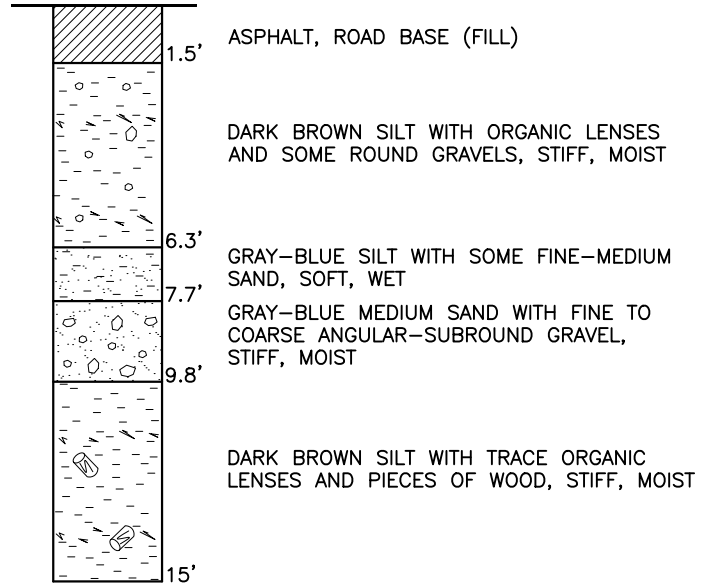 ASPHALT, ROAD BASE (FILL)
1.5'
DARK BROWN SILT WITH ORGANIC LENSES
AND SOME ROUND GRAVELS, STIFF, MOIST
6.3'
GRAY-BLUE SILT WITH SOME FINE-MEDIUM
SAND, SOFT, WET
7.7'
GRAY-BLUE MEDIUM SAND WITH FINE TO
COARSE ANGULAR-SUBROUND GRAVEL,
STIFF, MOIST
9.8'
DARK BROWN SILT WITH TRACE ORGANIC
LENSES AND PIECES OF WOOD, STIFF, MOIST
15'